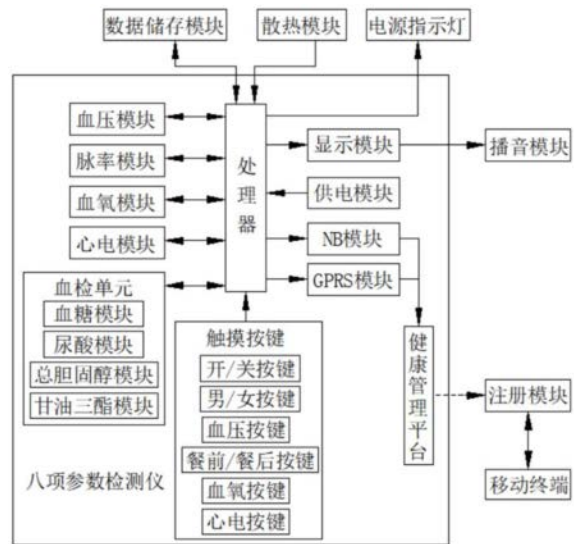 数据储存模块
散热模块
电源指示灯
血压模块
脉率模块
血氧模块
心电模块
处理器
显示模块
播音模块
供电模块
NB模块
GPRS模块
血检单元
血糖模块
尿酸模块
总胆固醇模块
甘油三酯模块
触摸按键
开/关按键
男/女按键
血压按键
餐前/餐后按键
血氧按键
心电按键
健康管理平台
注册模块
移动终端
八项参数检测仪